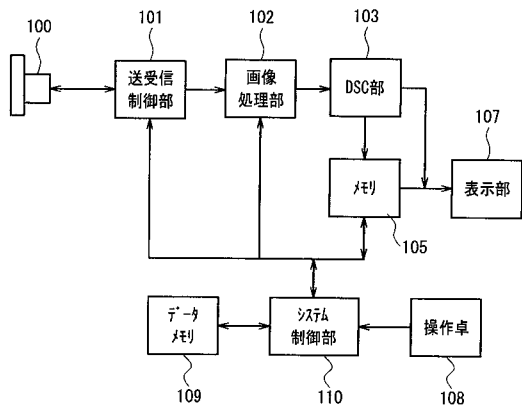 100
101
102
103
送受信
制御部
画像
処理部
DSC部
107
メモリ
表示部
105
データ
メモリ
システム
制御部
操作卓
109
110
108